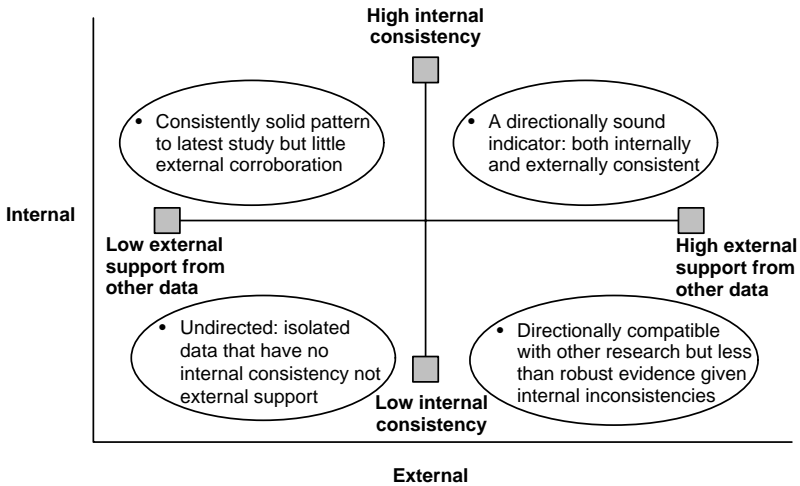 High internal
consistency
• Consistently solid pattern
to latest study but little
external corroboration
• A directionally sound
indicator: both internally
and externally consistent
Internal
Low external
support from
other data
High external
support from
other data
• Undirected: isolated
data that have no
internal consistency not
external support
• Directionally compatible
with other research but less
than robust evidence given
internal inconsistencies
Low internal
consistency
External